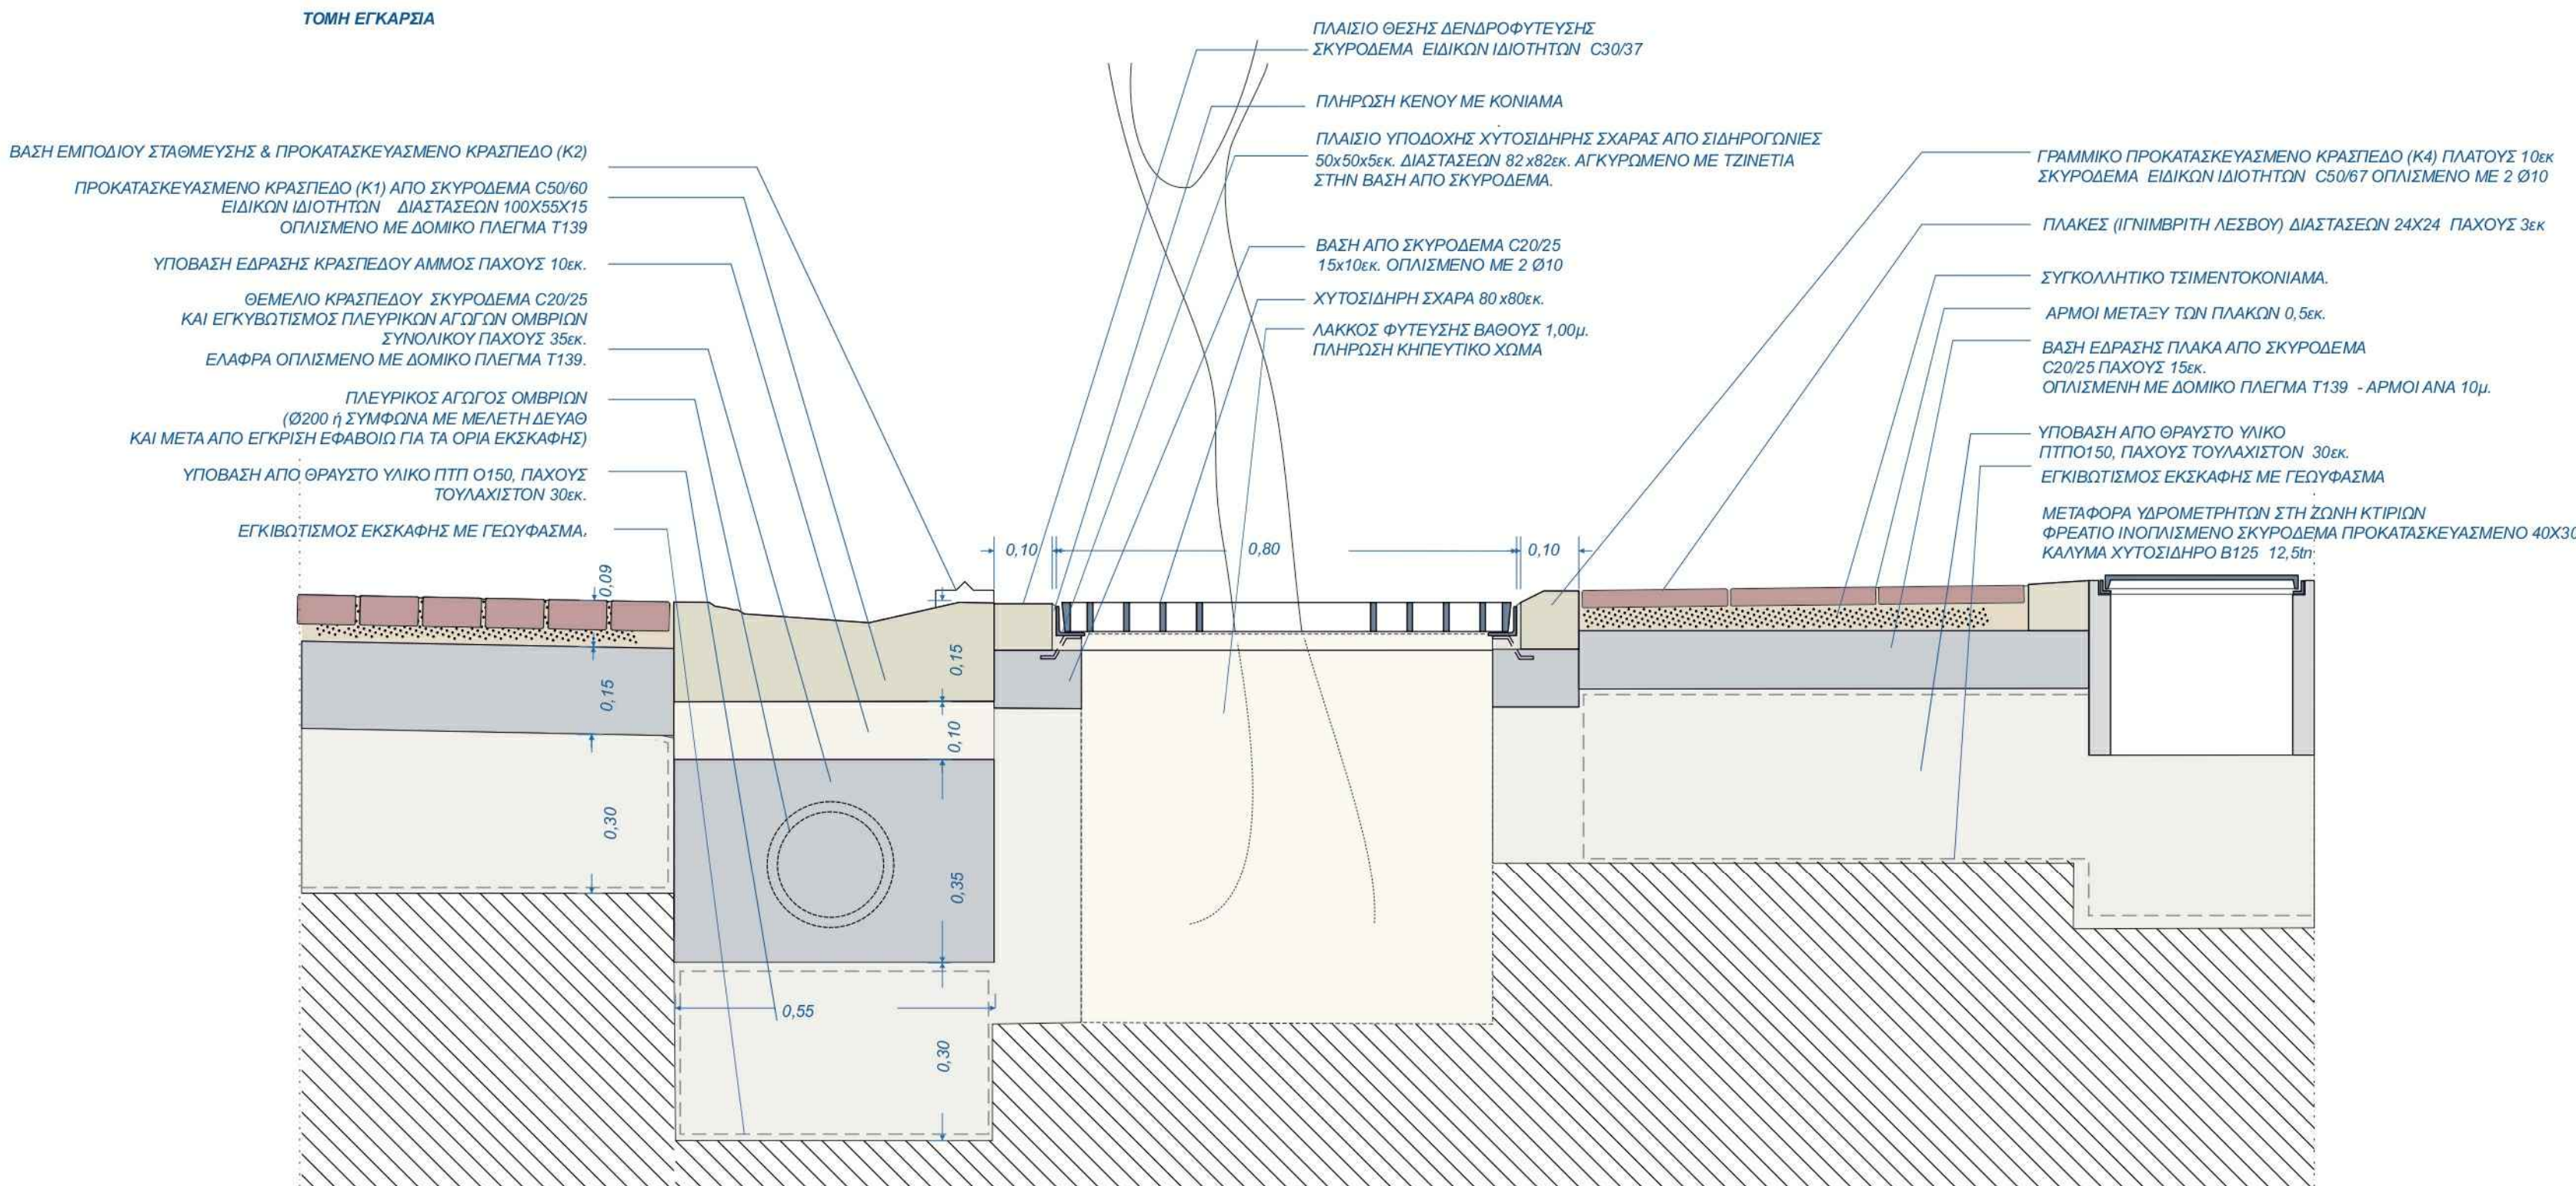 ΤΟΜΗ ΕΓΚΑΡΣΙΑ
ΒΑΣΗ ΕΜΠΟΔΙΟΥ ΣΤΑΘΜΕΥΣΗΣ & ΠΡΟΚΑΤΑΣΚΕΥΑΣΜΕΝΟ ΚΡΑΣΠΕΔΟ (Κ2)
ΠΡΟΚΑΤΑΣΚΕΥΑΣΜΕΝΟ ΚΡΑΣΠΕΔΟ (Κ1) ΑΠΟ ΣΚΥΡΟΔΕΜΑ C50/60
ΕΙΔΙΚΩΝ ΙΔΙΟΤΗΤΩΝ ΔΙΑΣΤΑΣΕΩΝ 100Χ55Χ15
ΟΠΛΙΣΜΕΝΟ ΜΕ ΔΟΜΙΚΟ ΠΛΕΓΜΑ Τ139
ΥΠΟΒΑΣΗ ΕΔΡΑΣΗΣ ΚΡΑΣΠΕΔΟΥ ΑΜΜΟΣ ΠΑΧΟΥΣ 10εκ.
ΘΕΜΕΛΙΟ ΚΡΑΣΠΕΔΟΥ ΣΚΥΡΟΔΕΜΑ C20/25
ΚΑΙ ΕΓΚΥΒΩΤΙΣΜΟΣ ΠΛΕΥΡΙΚΩΝ ΑΓΩΓΩΝ ΟΜΒΡΙΩΝ
ΣΥΝΟΛΙΚΟΥ ΠΑΧΟΥΣ 35εκ.
ΕΛΑΦΡΑ ΟΠΛΙΣΜΕΝΟ ΜΕ ΔΟΜΙΚΟ ΠΛΕΓΜΑ Τ139.
ΠΛΕΥΡΙΚΟΣ ΑΓΩΓΟΣ ΟΜΒΡΙΩΝ
(Ø200 ή ΣΥΜΦΩΝΑ ΜΕ ΜΕΛΕΤΗ ΔΕΥΑΘ
ΚΑΙ ΜΕΤΑ ΑΠΟ ΕΓΚΡΙΣΗ ΕΦΑΒΟΙΩ ΓΙΑ ΤΑ ΟΡΙΑ ΕΚΣΚΑΦΗΣ)
ΥΠΟΒΑΣΗ ΑΠΟ ΘΡΑΥΣΤΟ ΥΛΙΚΟ ΠΤΠ Ο150, ΠΑΧΟΥΣ
ΤΟΥΛΑΧΙΣΤΟΝ 30εκ.
ΕΓΚΙΒΩΤΙΣΜΟΣ ΕΚΣΚΑΦΗΣ ΜΕ ΓΕΩΥΦΑΣΜΑ.
ΠΛΑΙΣΙΟ ΘΕΣΗΣ ΔΕΝΔΡΟΦΥΤΕΥΣΗΣ
ΣΚΥΡΟΔΕΜΑ ΕΙΔΙΚΩΝ ΙΔΙΟΤΗΤΩΝ C30/37
ΠΛΗΡΩΣΗ ΚΕΝΟΥ ΜΕ ΚΟΝΙΑΜΑ
ΠΛΑΙΣΙΟ ΥΠΟΔΟΧΗΣ ΧΥΤΟΣΙΔΗΡΗΣ ΣΧΑΡΑΣ ΑΠΟ ΣΙΔΗΡΟΓΩΝΙΕΣ
50x50x5εκ. ΔΙΑΣΤΑΣΕΩΝ 82 x82εκ. ΑΓΚΥΡΩΜΕΝΟ ΜΕ ΤΖΙΝΕΤΙΑ
ΣΤΗΝ ΒΑΣΗ ΑΠΟ ΣΚΥΡΟΔΕΜΑ.
ΒΑΣΗ ΑΠΟ ΣΚΥΡΟΔΕΜΑ C20/25
15x10εκ. ΟΠΛΙΣΜΕΝΟ ΜΕ 2 Ø10
ΧΥΤΟΣΙΔΗΡΗ ΣΧΑΡΑ 80 x80εκ.
ΛΑΚΚΟΣ ΦΥΤΕΥΣΗΣ ΒΑΘΟΥΣ 1,00μ.
ΠΛΗΡΩΣΗ ΚΗΠΕΥΤΙΚΟ ΧΩΜΑ
ΓΡΑΜΜΙΚΟ ΠΡΟΚΑΤΑΣΚΕΥΑΣΜΕΝΟ ΚΡΑΣΠΕΔΟ (Κ4) ΠΛΑΤΟΥΣ 10εκ
ΣΚΥΡΟΔΕΜΑ ΕΙΔΙΚΩΝ ΙΔΙΟΤΗΤΩΝ C50/67 ΟΠΛΙΣΜΕΝΟ ΜΕ 2 Ø10
ΠΛΑΚΕΣ (ΙΓΝΙΜΒΡΙΤΗ ΛΕΣΒΟΥ) ΔΙΑΣΤΑΣΕΩΝ 24Χ24 ΠΑΧΟΥΣ 3εκ
ΣΥΓΚΟΛΛΗΤΙΚΟ ΤΣΙΜΕΝΤΟΚΟΝΙΑΜΑ.
ΑΡΜΟΙ ΜΕΤΑΞΥ ΤΩΝ ΠΛΑΚΩΝ 0,5εκ.
ΒΑΣΗ ΕΔΡΑΣΗΣ ΠΛΑΚΑ ΑΠΟ ΣΚΥΡΟΔΕΜΑ
C20/25 ΠΑΧΟΥΣ 15εκ.
ΟΠΛΙΣΜΕΝΗ ΜΕ ΔΟΜΙΚΟ ΠΛΕΓΜΑ Τ139 - ΑΡΜΟΙ ΑΝΑ 10μ.
ΥΠΟΒΑΣΗ ΑΠΟ ΘΡΑΥΣΤΟ ΥΛΙΚΟ
ΠΤΠΟ150, ΠΑΧΟΥΣ ΤΟΥΛΑΧΙΣΤΟΝ 30εκ.
ΕΓΚΙΒΩΤΙΣΜΟΣ ΕΚΣΚΑΦΗΣ ΜΕ ΓΕΩΥΦΑΣΜΑ
ΜΕΤΑΦΟΡΑ ΥΔΡΟΜΕΤΡΗΤΩΝ ΣΤΗ ΖΩΝΗ ΚΤΙΡΙΩΝ
ΦΡΕΑΤΙΟ ΙΝΟΠΛΙΣΜΕΝΟ ΣΚΥΡΟΔΕΜΑ ΠΡΟΚΑΤΑΣΚΕΥΑΣΜΕΝΟ 40Χ30
ΚΑΛΥΜΑ ΧΥΤΟΣΙΔΗΡΟ Β125 12,5tn
0,10
0,80
0,10
0,09
0,15
0,30
0,15
0,10
0,35
0,55
0,30